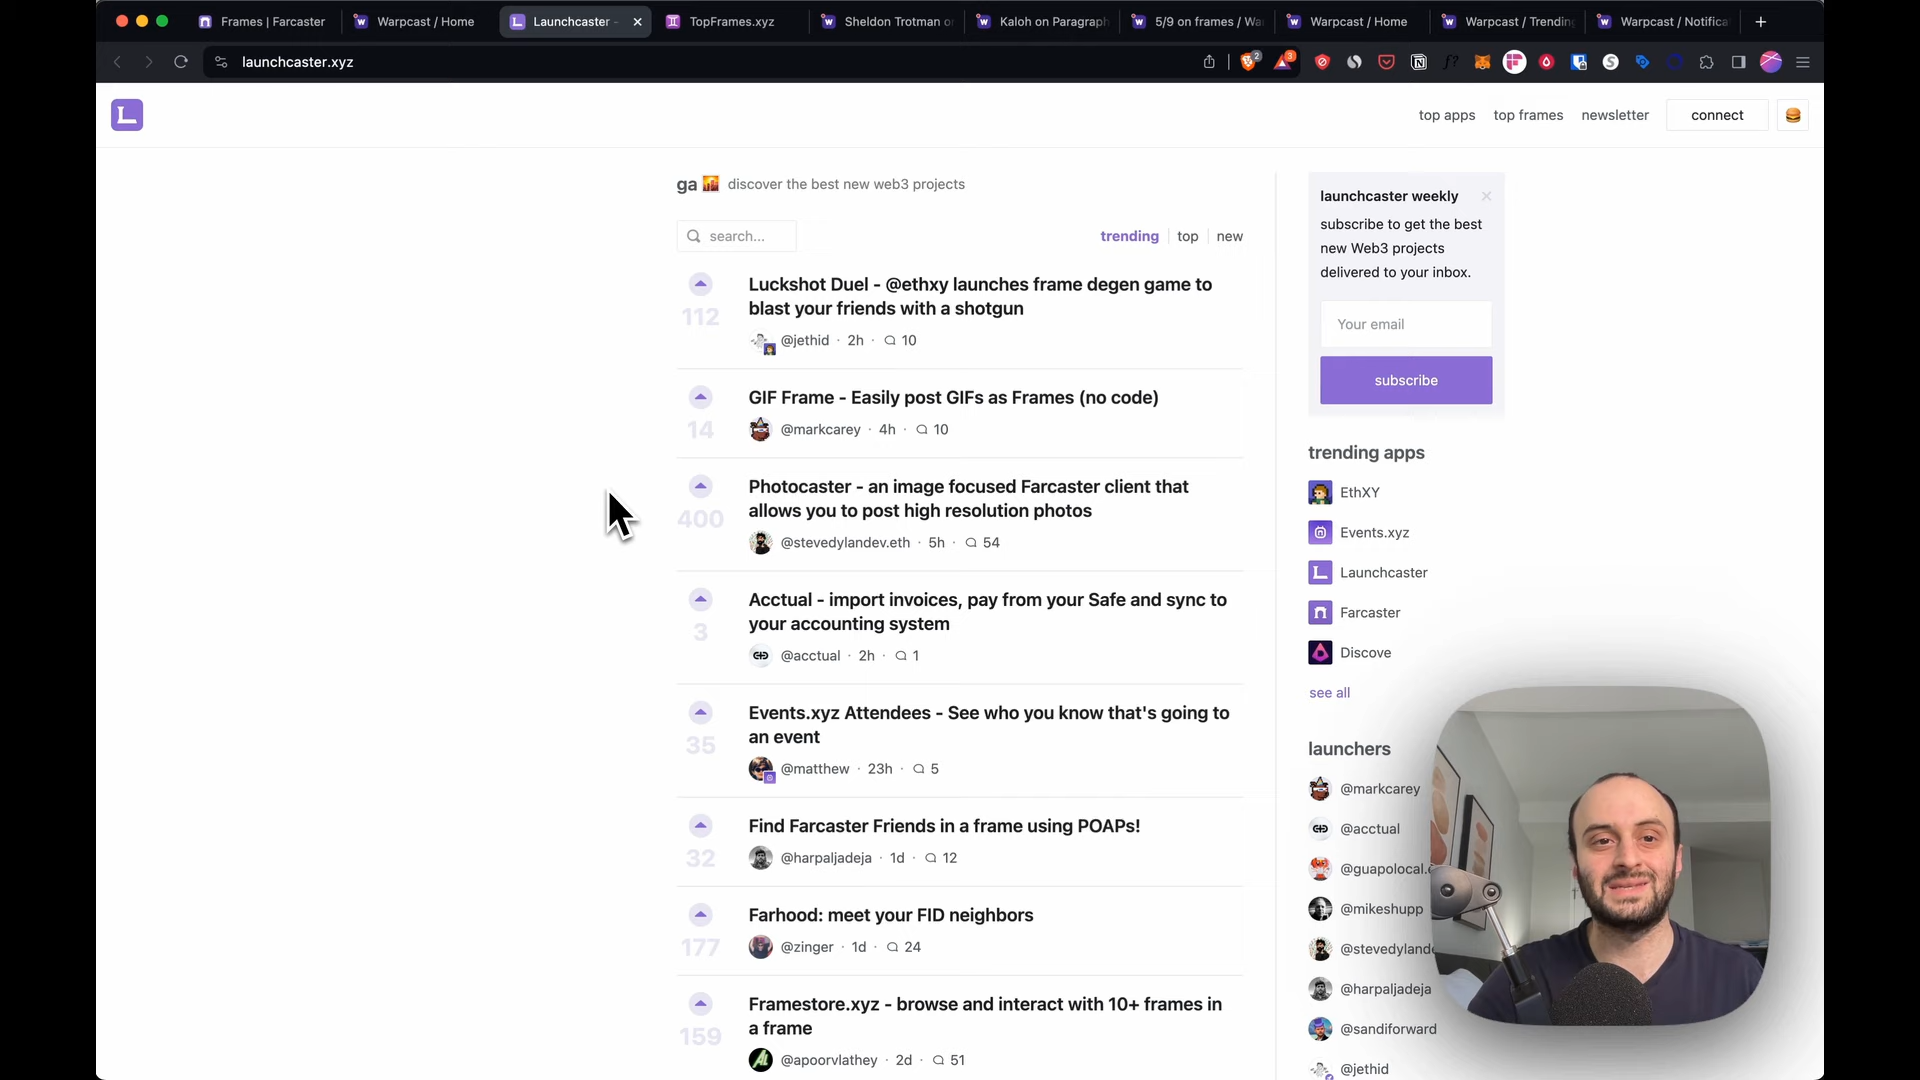 Frames | Farcaster
Warpcast / Home
Launchcaster -
TopFrames.xyz
Sheldon Trotman o
Kaloh on Paragraph
5/9 on frames / Wa
Warpcast / Home
Warpcast / Trending
Warpcast / Notifica
launchcaster.xyz
2
3
top apps
top frames
newsletter
connect
ga discover the best new web3 projects
search...
trending
top
new
Luckshot Duel - @ethxy launches frame degen game to
blast your friends with a shotgun
112
@jethid · 2h · 10
GIF Frame - Easily post GIFs as Frames (no code)
14
@markcarey · 4h · 10
Photocaster - an image focused Farcaster client that
allows you to post high resolution photos
400
@stevedylandev.eth · 5h · 54
Acctual - import invoices, pay from your Safe and sync to
your accounting system
3
@acctual · 2h · 1
Events.xyz Attendees - See who you know that's going to
an event
35
@matthew · 23h · 5
Find Farcaster Friends in a frame using POAPs!
32
@harpaljadeja · 1d · 12
Farhood: meet your FID neighbors
177
@zinger · 1d · 24
Framestore.xyz - browse and interact with 10+ frames in
a frame
159
@apoorvlathey · 2d · 51
launchcaster weekly
subscribe to get the best
new Web3 projects
delivered to your inbox.
Your email
subscribe
trending apps
EthXY
Events.xyz
Launchcaster
Farcaster
Discove
see all
launchers
@markcarey
@acctual
@guapolocal.
@mikeshupp
@stevedylande
@harpaljadeja
@sandiforward
@jethid